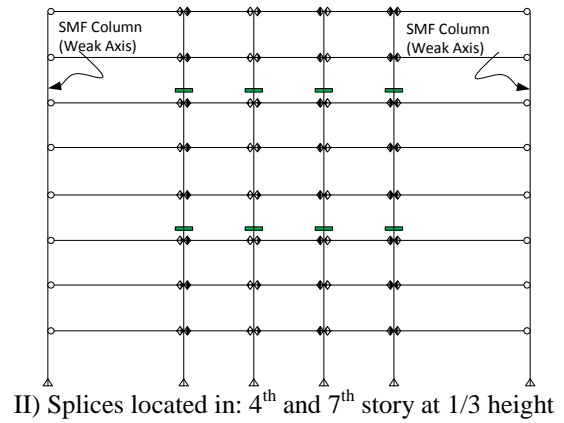 SMF Column
(Weak Axis)
SMF Column
(Weak Axis)
II) Splices located in: 4th and 7th story at 1/3 height